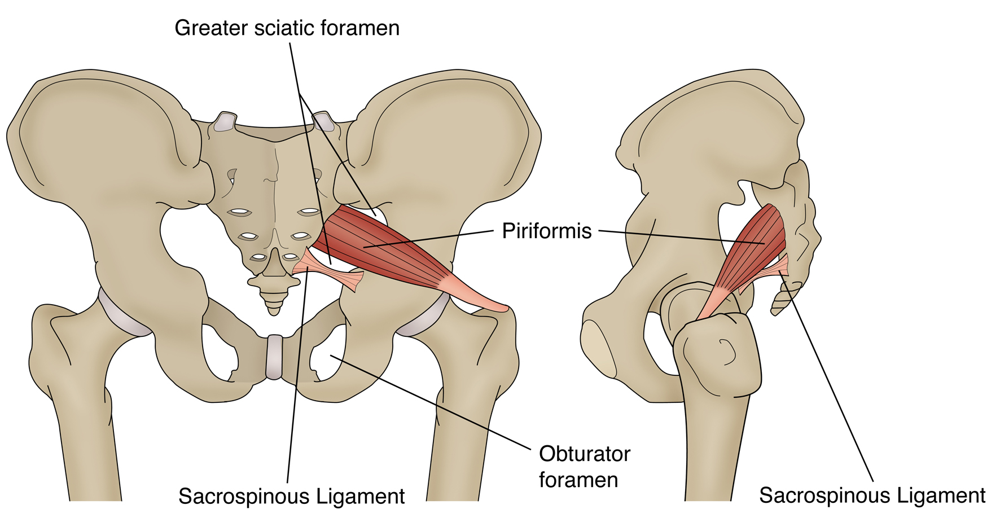 Greater sciatic foramen
Piriformis
Obturator
foramen
Sacrospinous Ligament
Sacrospinous Ligament